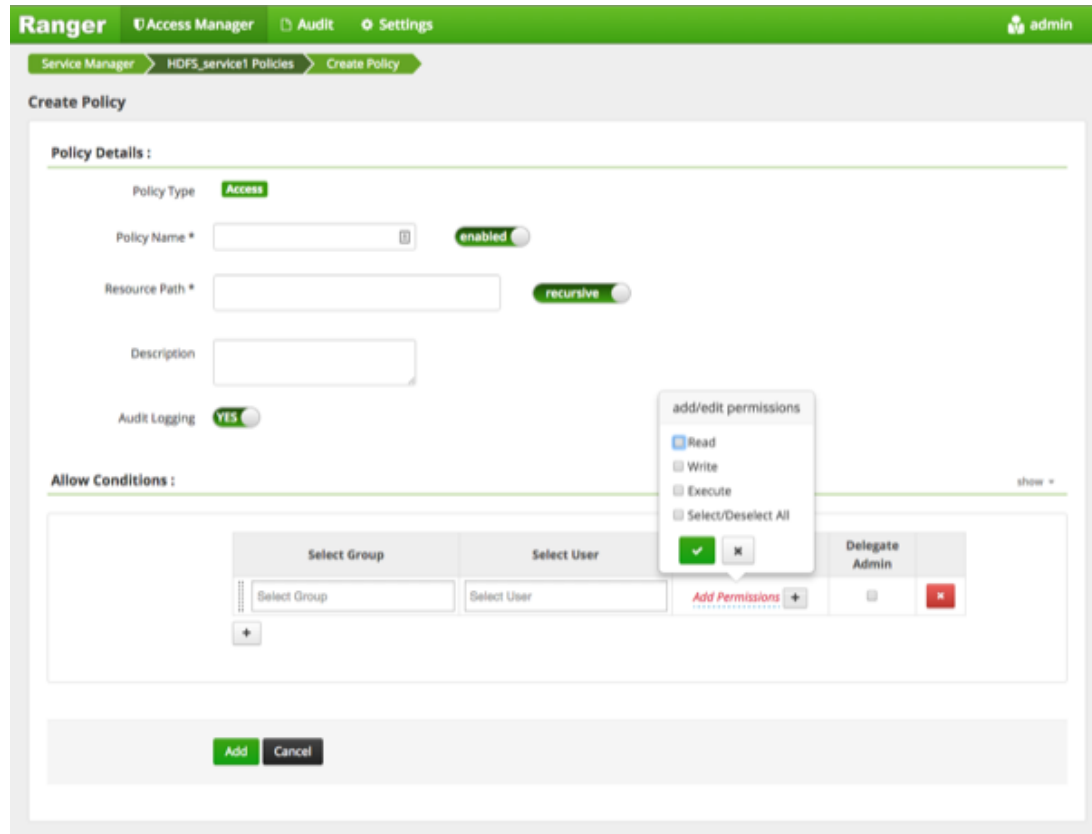 Ranger Access Manager Audit Settings admin
Service Manager HDFS_service1 Policies Create Policy
Create Policy
Policy Details :
Policy Type Access
Policy Name * enabled
Resource Path * recursive
Description
Audit Logging YES
add/edit permissions
Read
Write
Execute
Select/Deselect All
Allow Conditions : show
Select Group Select User Delegate Admin
Select Group Select User Add Permissions +
+
Add Cancel